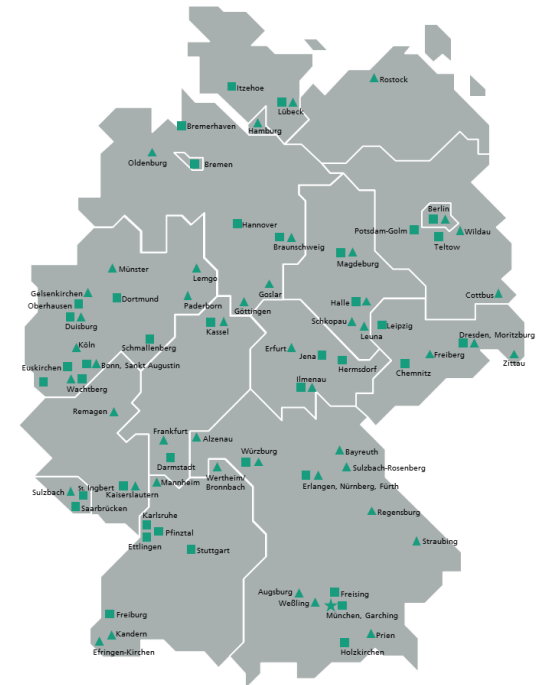 Rostock
Itzehoe
Lübeck
Bremerhaven
Hamburg
Oldenburg
Bremen
Berlin
Hannover
Potsdam-Golm
Wildau
Braunschweig
Teltow
Magdeburg
Münster
Lemgo
Goslar
Gelsenkirchen
Cottbus
Oberhausen
Dortmund
Paderborn
Göttingen
Halle
Duisburg
Kassel
Schkopau
Leipzig
Leuna
Dresden, Moritzburg
Köln
Schmallenberg
Erfurt
Jena
Freiberg
Zittau
Euskirchen
Bonn, Sankt Augustin
Hermsdorf
Chemnitz
Wachtberg
Ilmenau
Remagen
Frankfurt
Alzenau
Würzburg
Bayreuth
Darmstadt
Sulzbach-Rosenberg
Wertheim/
Bronnbach
Mannheim
Erlangen, Nürnberg, Fürth
St. Ingbert
Sulzbach
Kaiserslautern
Saarbrücken
Regensburg
Karlsruhe
Pfinztal
Straubing
Ettlingen
Stuttgart
Augsburg
Freising
Weßling
München, Garching
Freiburg
Kandern
Prien
Efringen-Kirchen
Holzkirchen